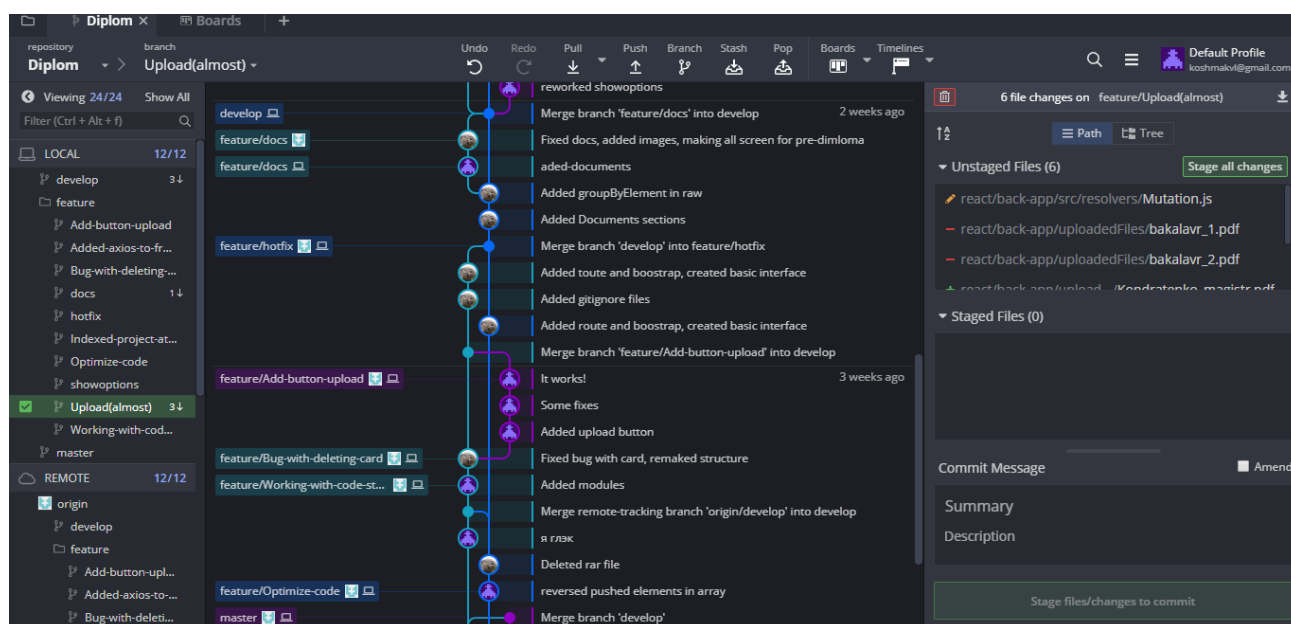 Diplom ×
Boards
+
repository
branch
Diplom
Upload(almost)
Undo
Redo
Pull
Push
Branch
Stash
Pop
Boards
Timelines
Default Profile
koshmakvl@gmail.com
Viewing 24/24 Show All
Filter (Ctrl + Alt + f)
LOCAL 12/12
develop 3↓
feature
Add-button-upload
Added-axios-to-fr...
Bug-with-deleting-...
docs 1↓
hotfix
Indexed-project-at...
Optimize-code
showoptions
Upload(almost) 3↓
Working-with-cod...
master
REMOTE 12/12
origin
develop
feature
Add-button-upl...
Added-axios-to-...
Bug-with-deleti...
reworked showoptions
develop Merge branch 'feature/docs' into develop 2 weeks ago
feature/docs Fixed docs, added images, making all screen for pre-dimloma
feature/docs aded-documents
Added groupByElement in raw
Added Documents sections
feature/hotfix Merge branch 'develop' into feature/hotfix
Added toute and boostrap, created basic interface
Added gitignore files
Added route and boostrap, created basic interface
Merge branch 'feature/Add-button-upload' into develop
feature/Add-button-upload It works! 3 weeks ago
Some fixes
Added upload button
feature/Bug-with-deleting-card Fixed bug with card, remaked structure
feature/Working-with-code-st... Added modules
Merge remote-tracking branch 'origin/develop' into develop
я глэк
Deleted rar file
feature/Optimize-code reversed pushed elements in array
master Merge branch 'develop'
6 file changes on feature/Upload(almost)
Path
Tree
Unstaged Files (6)
Stage all changes
react/back-app/src/resolvers/Mutation.js
react/back-app/uploadedFiles/bakalavr_1.pdf
react/back-app/uploadedFiles/bakalavr_2.pdf
react/back-app/upload.../Kondratenko_magistr.pdf
Staged Files (0)
Commit Message
Amend
Summary
Description
Stage files/changes to commit